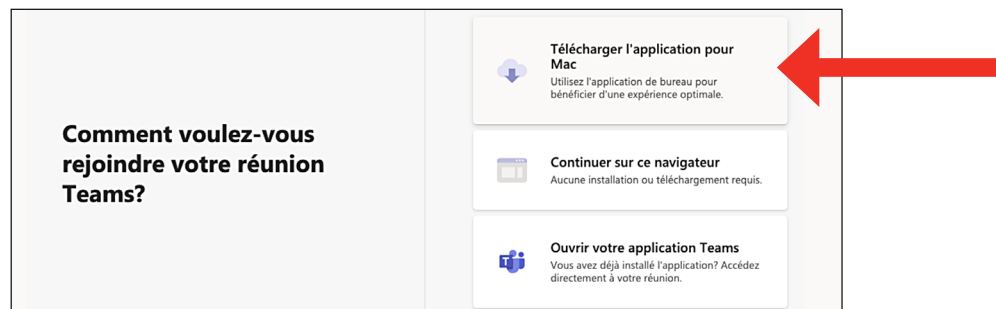 Comment voulez-vous
rejoindre votre réunion
Teams?
Télécharger l'application pour
Mac
Utilisez l'application de bureau pour
bénéficier d'une expérience optimale.
Continuer sur ce navigateur
Aucune installation ou téléchargement requis.
Ouvrir votre application Teams
Vous avez déjà installé l'application? Accédez
directement à votre réunion.